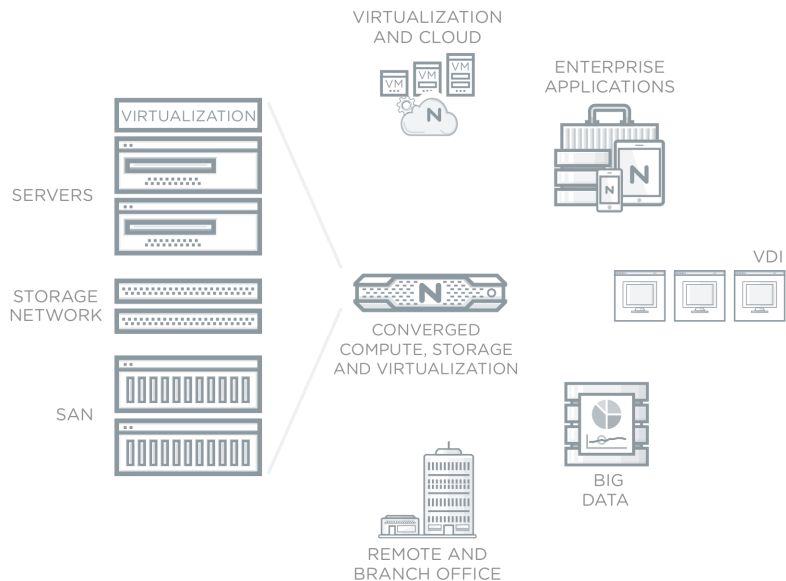 VIRTUALIZATION
AND CLOUD
VM
VM
VM
N
ENTERPRISE
APPLICATIONS
N
N
VIRTUALIZATION
SERVERS
STORAGE
NETWORK
SAN
N
CONVERGED
COMPUTE, STORAGE
AND VIRTUALIZATION
VDI
BIG
DATA
REMOTE AND
BRANCH OFFICE